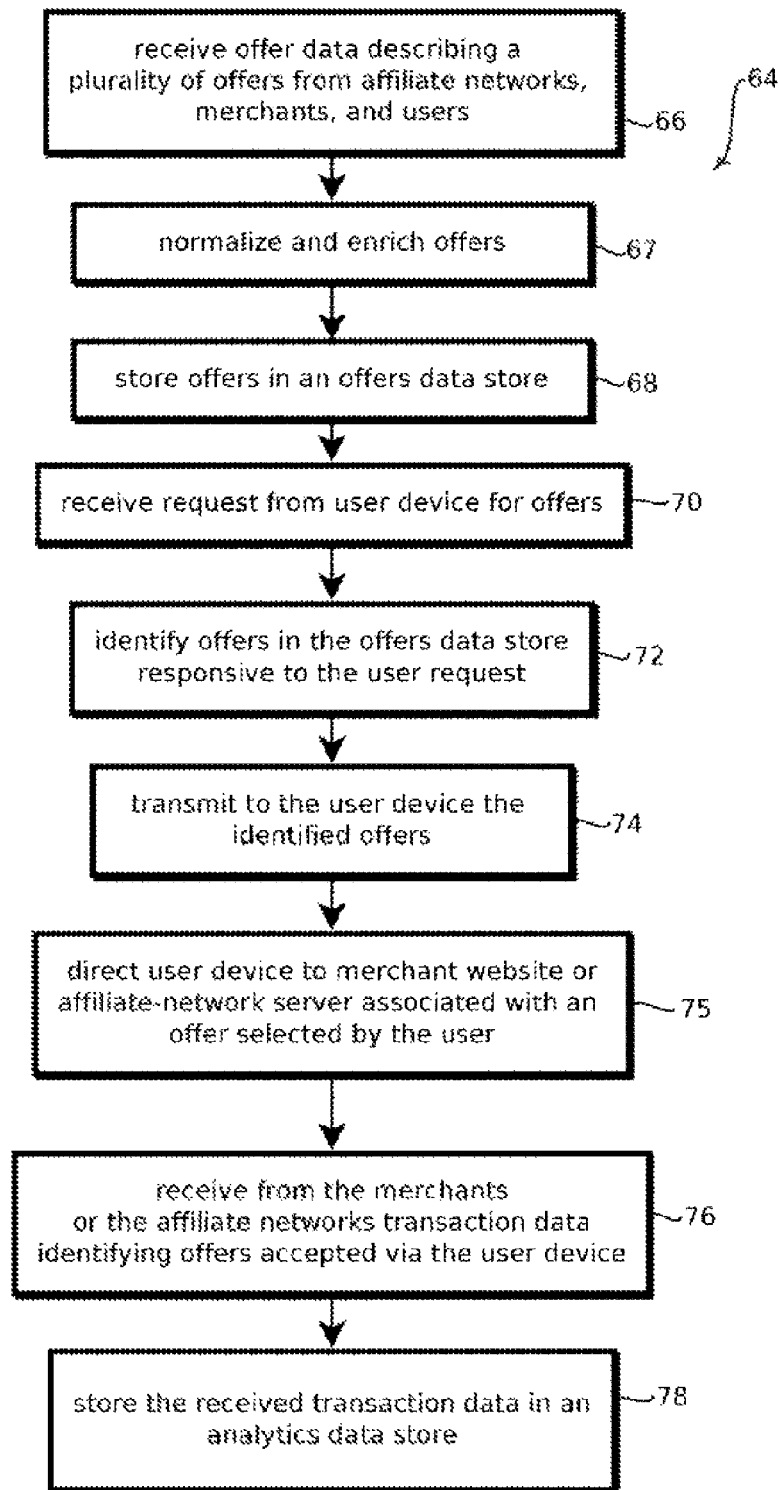 receive offer data describing a
plurality of offers from affiliate networks,
merchants, and users
66
64
normalize and enrich offers
67
store offers in an offers data store
68
receive request from user device for offers
70
identify offers in the offers data store
responsive to the user request
72
transmit to the user device the
identified offers
74
direct user device to merchant website or
affiliate-network server associated with an
offer selected by the user
75
receive from the merchants
or the affiliate networks transaction data
identifying offers accepted via the user device
76
store the received transaction data in an
analytics data store
78